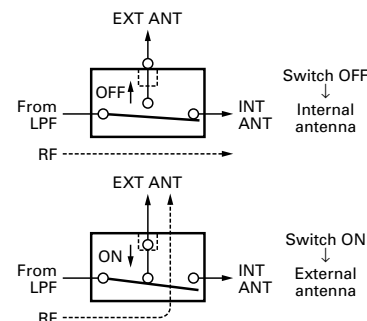 EXT ANT
OFF
From
LPF
INT
ANT
RF
Switch OFF
↓
Internal
antenna
EXT ANT
ON
From
LPF
INT
ANT
RF
Switch ON
↓
External
antenna